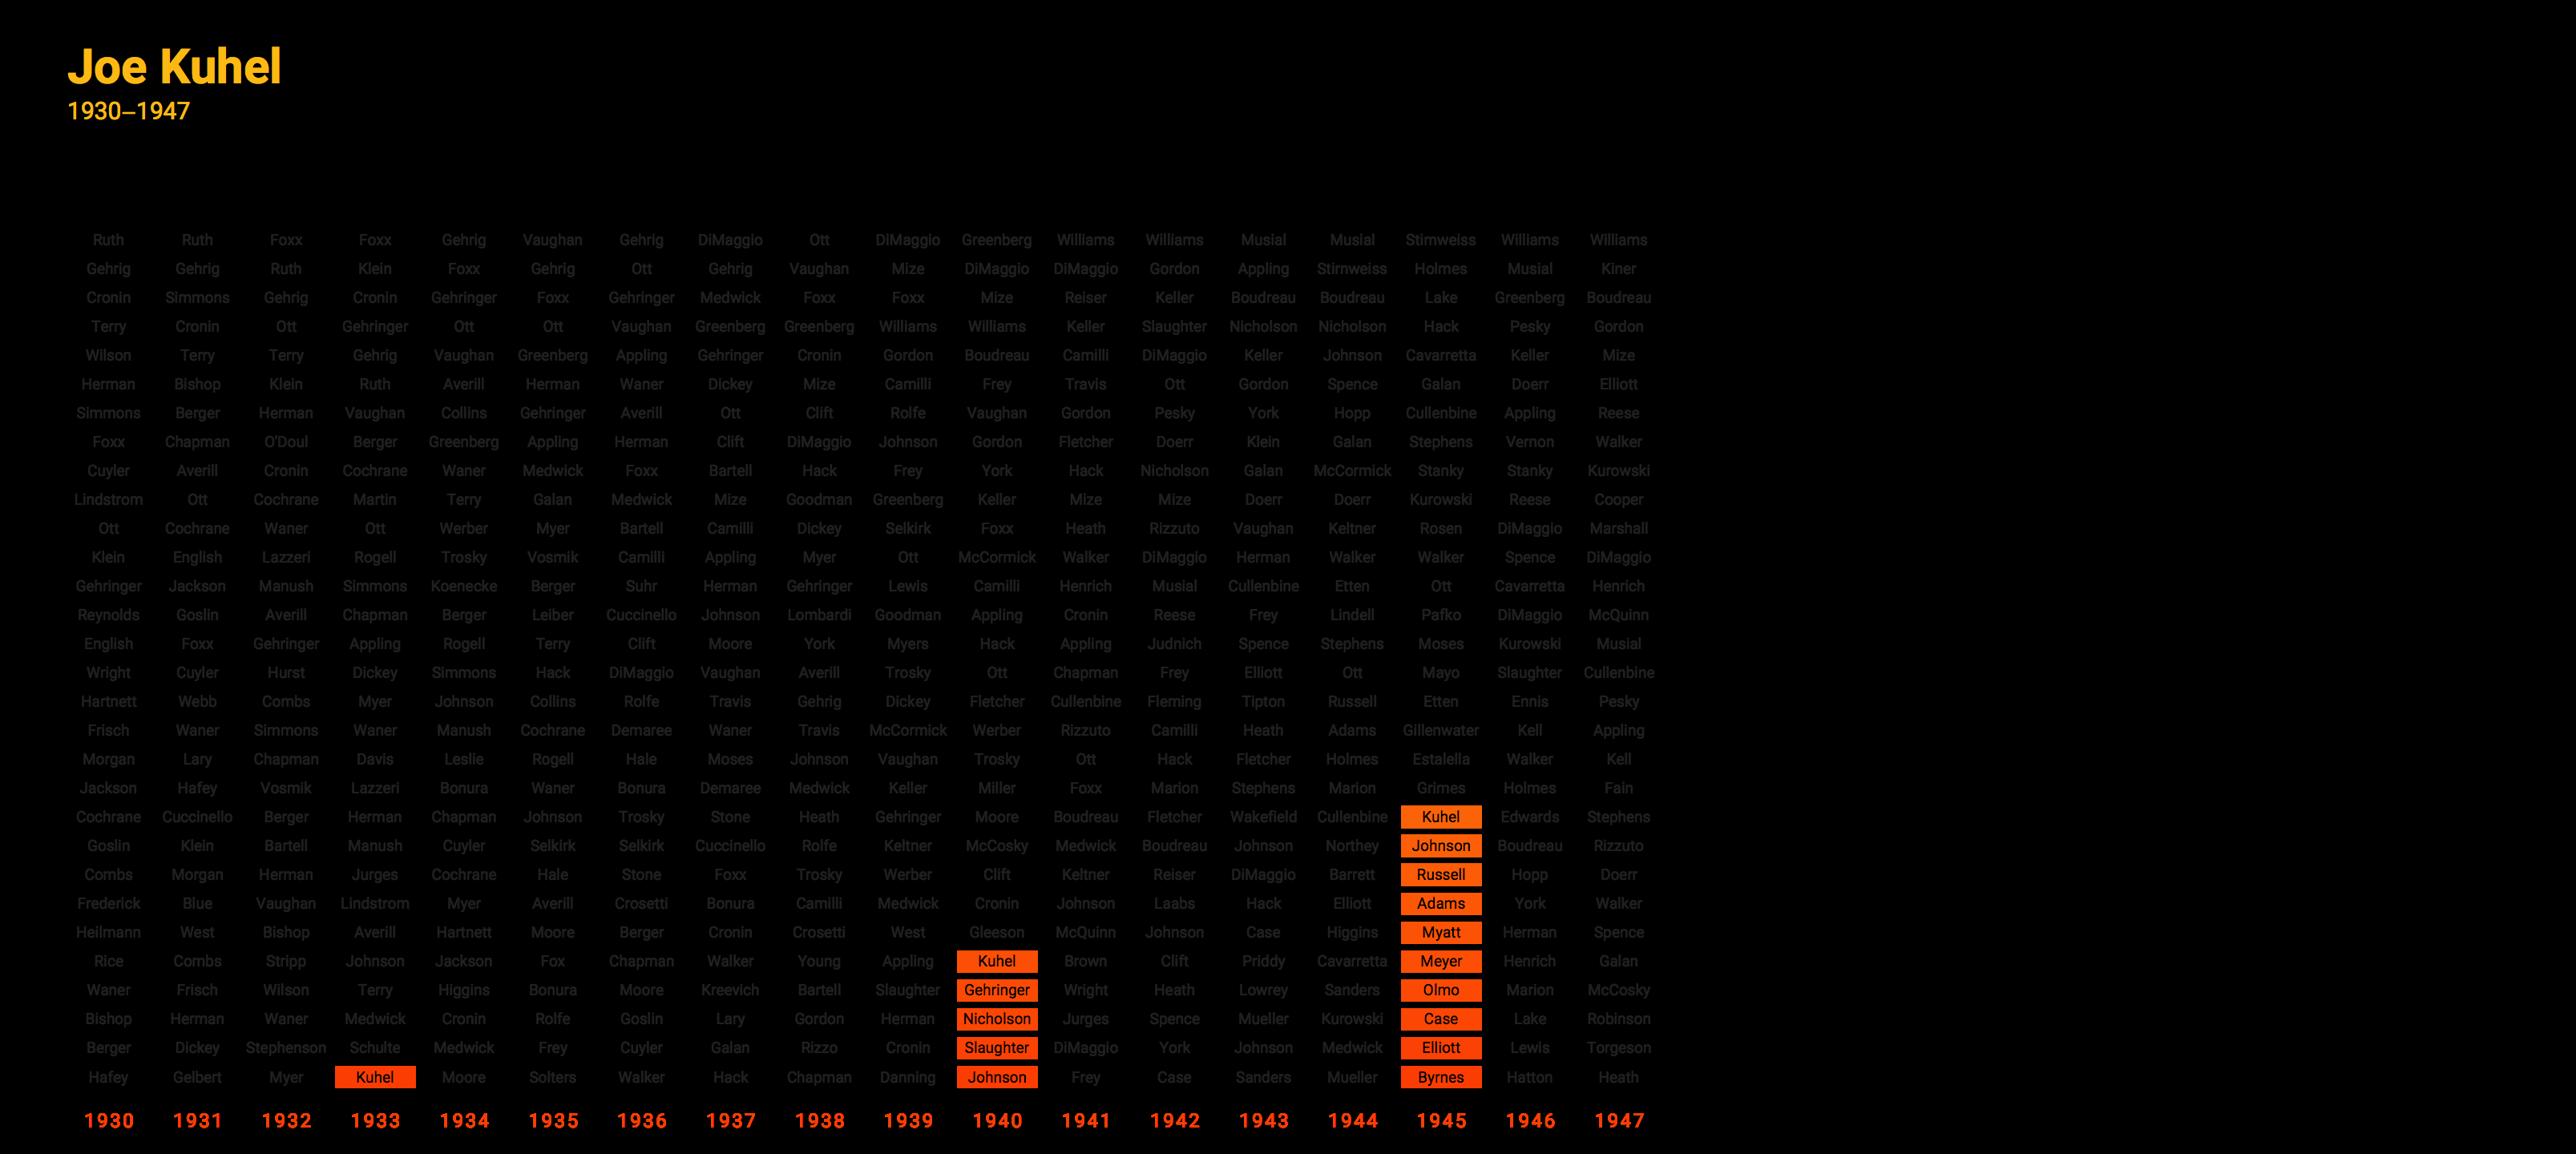 Joe Kuhel
1930–1947
Ruth Ruth Foxx Foxx Gehrig Vaughan Gehrig DiMaggio Ott DiMaggio Greenberg Williams Williams Musial Musial Stirnweiss Williams Williams
Gehrig Gehrig Ruth Klein Foxx Gehrig Ott Gehrig Vaughan Mize DiMaggio DiMaggio Gordon Appling Stirnweiss Holmes Musial Kiner
Cronin Simmons Gehrig Cronin Gehringer Foxx Gehringer Medwick Foxx Foxx Mize Reiser Keller Boudreau Boudreau Lake Greenberg Boudreau
Terry Cronin Ott Gehringer Ott Ott Vaughan Greenberg Greenberg Williams Williams Keller Slaughter Nicholson Nicholson Hack Pesky Gordon
Wilson Terry Terry Gehrig Vaughan Greenberg Appling Gehringer Cronin Gordon Boudreau Camilli DiMaggio Keller Johnson Cavarretta Keller Mize
Herman Bishop Klein Ruth Averill Herman Waner Dickey Mize Camilli Frey Travis Ott Gordon Spence Galan Doerr Elliott
Simmons Berger Herman Vaughan Collins Gehringer Averill Ott Clift Rolfe Vaughan Gordon Pesky York Hopp Cullenbine Appling Reese
Foxx Chapman O'Doul Berger Greenberg Appling Herman Clift DiMaggio Johnson Gordon Fletcher Doerr Klein Galan Stephens Vernon Walker
Cuyler Averill Cronin Cochrane Waner Medwick Foxx Bartell Hack Frey York Hack Nicholson Galan McCormick Stanky Stanky Kurowski
Lindstrom Ott Cochrane Martin Terry Galan Medwick Mize Goodman Greenberg Keller Mize Mize Doerr Doerr Kurowski Reese Cooper
Ott Cochrane Waner Ott Werber Myer Bartell Camilli Dickey Selkirk Foxx Heath Rizzuto Vaughan Keltner Rosen DiMaggio Marshall
Klein English Lazzeri Rogell Trosky Vosmik Camilli Appling Myer Ott McCormick Walker DiMaggio Herman Walker Walker Spence DiMaggio
Gehringer Jackson Manush Simmons Koenecke Berger Suhr Herman Gehringer Lewis Camilli Henrich Musial Cullenbine Etten Ott Cavarretta Henrich
Reynolds Goslin Averill Chapman Berger Leiber Cuccinello Johnson Lombardi Goodman Appling Cronin Reese Frey Lindell Pafko DiMaggio McQuinn
English Foxx Gehringer Appling Rogell Terry Clift Moore York Myers Hack Appling Judnich Spence Stephens Moses Kurowski Musial
Wright Cuyler Hurst Dickey Simmons Hack DiMaggio Vaughan Averill Trosky Ott Chapman Frey Elliott Ott Mayo Slaughter Cullenbine
Hartnett Webb Combs Myer Johnson Collins Rolfe Travis Gehrig Dickey Fletcher Cullenbine Fleming Tipton Russell Etten Ennis Pesky
Frisch Waner Simmons Waner Manush Cochrane Demaree Waner Travis McCormick Werber Rizzuto Camilli Heath Adams Gillenwater Kell Appling
Morgan Lary Chapman Davis Leslie Rogell Hale Moses Johnson Vaughan Trosky Ott Hack Fletcher Holmes Estalella Walker Kell
Jackson Hafey Vosmik Lazzeri Bonura Waner Bonura Demaree Medwick Keller Miller Foxx Marion Stephens Marion Grimes Holmes Fain
Cochrane Cuccinello Berger Herman Chapman Johnson Trosky Stone Heath Gehringer Moore Boudreau Fletcher Wakefield Cullenbine Kuhel Edwards Stephens
Goslin Klein Bartell Manush Cuyler Selkirk Selkirk Cuccinello Rolfe Keltner McCosky Medwick Boudreau Johnson Northey Johnson Boudreau Rizzuto
Combs Morgan Herman Jurges Cochrane Hale Stone Foxx Trosky Werber Clift Keltner Reiser DiMaggio Barrett Russell Hopp Doerr
Frederick Blue Vaughan Lindstrom Myer Averill Crosetti Bonura Camilli Medwick Cronin Johnson Laabs Hack Elliott Adams York Walker
Heilmann West Bishop Averill Hartnett Moore Berger Cronin Crosetti West Gleeson McQuinn Johnson Case Higgins Myatt Herman Spence
Rice Combs Stripp Johnson Jackson Fox Chapman Walker Young Appling Kuhel Brown Clift Priddy Cavarretta Meyer Henrich Galan
Waner Frisch Wilson Terry Higgins Bonura Moore Kreevich Bartell Slaughter Gehringer Wright Heath Lowrey Sanders Olmo Marion McCosky
Bishop Herman Waner Medwick Cronin Rolfe Goslin Lary Gordon Herman Nicholson Jurges Spence Mueller Kurowski Case Lake Robinson
Berger Dickey Stephenson Schulte Medwick Frey Cuyler Galan Rizzo Cronin Slaughter DiMaggio York Johnson Medwick Elliott Lewis Torgeson
Hafey Gelbert Myer Kuhel Moore Solters Walker Hack Chapman Danning Johnson Frey Case Sanders Mueller Byrnes Hatton Heath
1930 1931 1932 1933 1934 1935 1936 1937 1938 1939 1940 1941 1942 1943 1944 1945 1946 1947